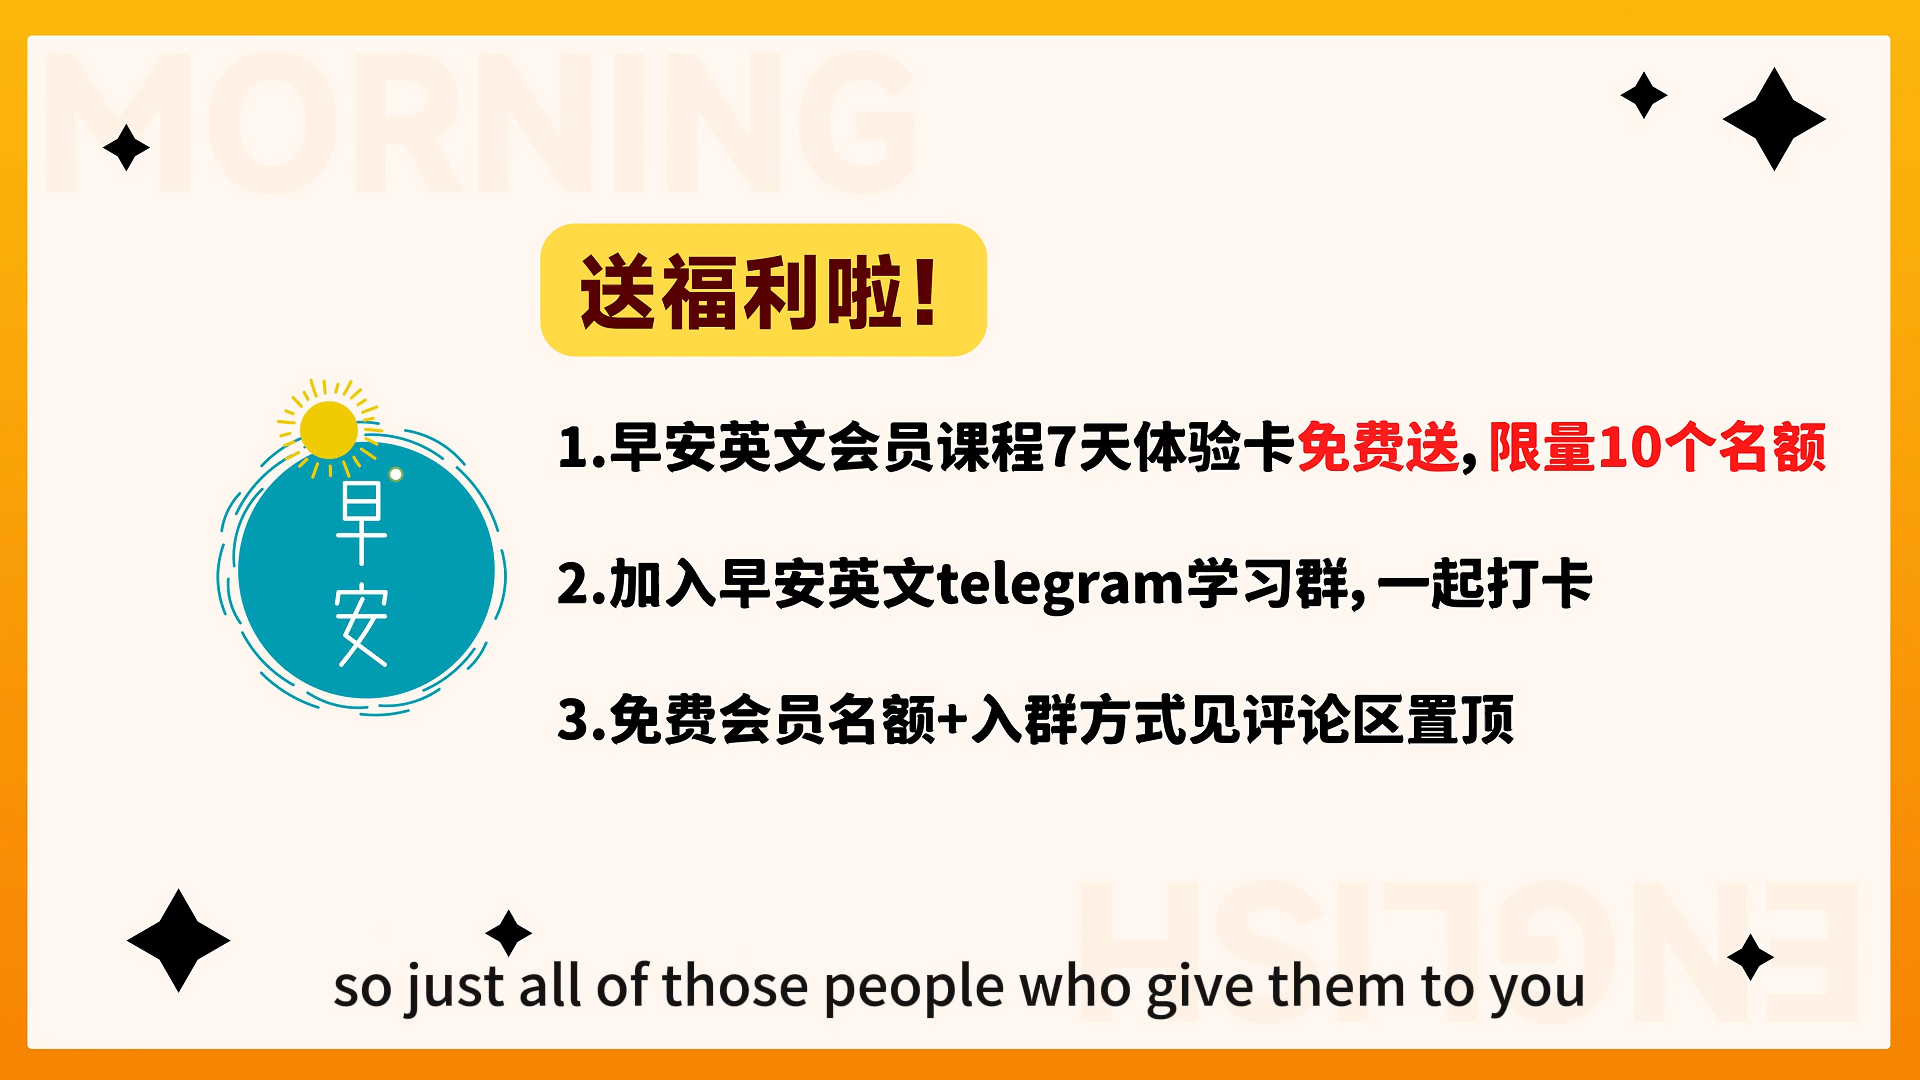 MORNING
送福利啦!
早安
1.早安英文会员课程7天体验卡免费送, 限量10个名额
2.加入早安英文telegram学习群, 一起打卡
3.免费会员名额+入群方式见评论区置顶
ENGLISH
so just all of those people who give them to you